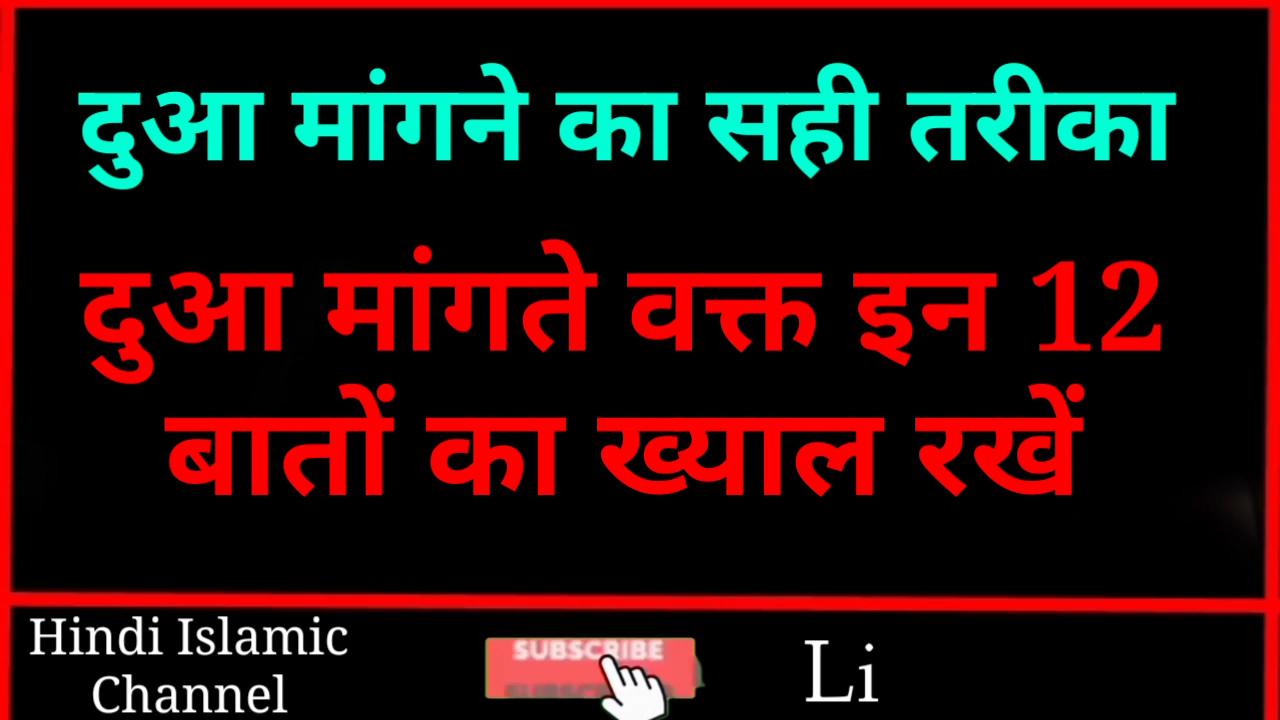 दुआ मांगने का सही तरीका
दुआ मांगते वक्त इन 12
बातों का ख्याल रखें
Hindi Islamic
Channel
SUBSCRIBE
Li